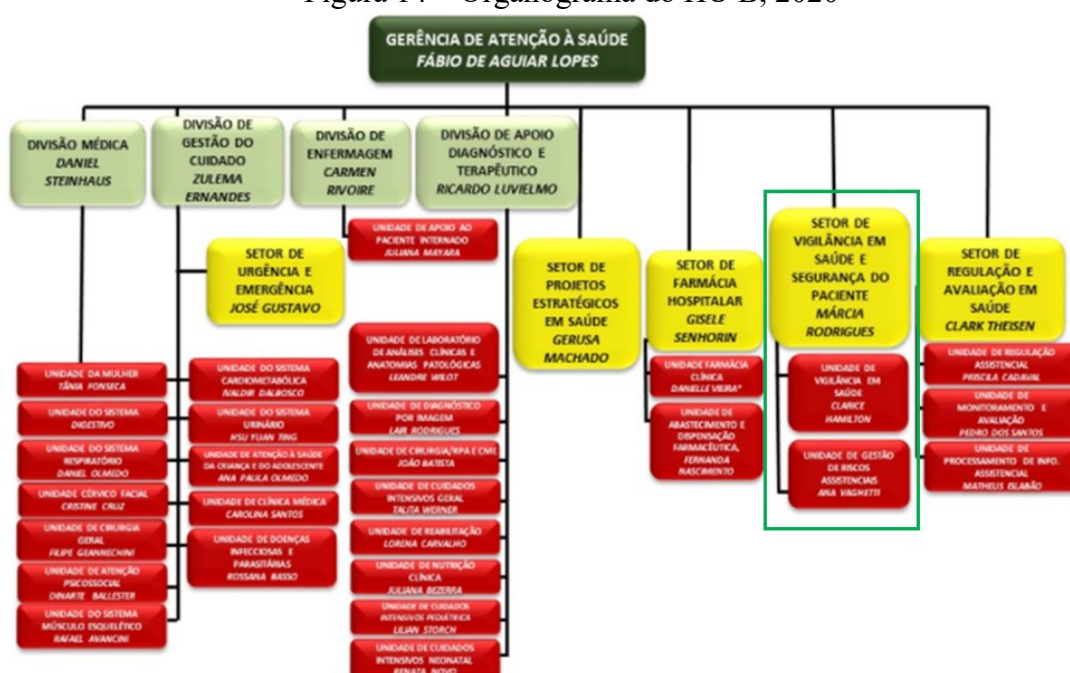 Figura 14 – Organograma do HU-B, 2020
GERÊNCIA DE ATENÇÃO À SAÚDE
FÁBIO DE AGUIAR LOPES
DIVISÃO MÉDICA
DANIEL
STEINHAUS
DIVISÃO DE
GESTÃO DO
CUIDADO
ZULEMA
ERNANDES
DIVISÃO DE
ENFERMAGEM
CARMEN
RIVOIRE
DIVISÃO DE APOIO
DIAGNÓSTICO E
TERAPÊUTICO
RICARDO LUVIELMO
UNIDADE DE APOIO AO
PACIENTE INTERNADO
JULIANA MAYARA
SETOR DE
URGÊNCIA E
EMERGÊNCIA
JOSÉ GUSTAVO
SETOR DE
PROJETOS
ESTRATÉGICOS
EM SAÚDE
GERUSA
MACHADO
SETOR DE
FARMÁCIA
HOSPITALAR
GISELE
SENHORIN
SETOR DE
VIGILÂNCIA EM
SAÚDE E
SEGURANÇA DO
PACIENTE
MÁRCIA
RODRIGUES
SETOR DE
REGULAÇÃO E
AVALIAÇÃO EM
SAÚDE
CLARK THEISEN
UNIDADE DA MULHER
TÂNIA FONSECA
UNIDADE DO SISTEMA
DIGESTIVO
UNIDADE DO SISTEMA
RESPIRATÓRIO
DANIEL OLMEDO
UNIDADE CÉRVICO FACIAL
CRISTINE CRUZ
UNIDADE DE CIRURGIA
GERAL
FILIPE GEANNECHINI
UNIDADE DE ATENÇÃO
PSICOSSOCIAL
DINARTE BALLESTER
UNIDADE DO SISTEMA
MÚSCULO ESQUELÉTICO
RAFAEL AVANCINI
UNIDADE DO SISTEMA
CARDIOMETABÓLICA
IVALDIR DALBOSCO
UNIDADE DO SISTEMA
URINÁRIO
HSU YUAN TING
UNIDADE DE ATENÇÃO À SAÚDE
DA CRIANÇA E DO ADOLESCENTE
ANA PAULA OLMEDO
UNIDADE DE CLÍNICA MÉDICA
CAROLINA SANTOS
UNIDADE DE DOENÇAS
INFECCIOSAS E
PARASITÁRIAS
ROSSANA BASSO
UNIDADE DE LABORATÓRIO
DE ANÁLISE CLÍNICAS E
ANATOMIAS PATOLÓGICAS
LEANDRE WILOT
UNIDADE DE DIAGNÓSTICO
POR IMAGEM
LAIR RODRIGUES
UNIDADE DE CIRURGIA/RPA E CME
JOÃO BATISTA
UNIDADE DE CUIDADOS
INTENSIVOS GERAL
TALITA WERNER
UNIDADE DE REABILITAÇÃO
LORENA CARVALHO
UNIDADE DE NUTRIÇÃO
CLÍNICA
JULIANA BEZERRA
UNIDADE DE CUIDADOS
INTENSIVOS PEDIÁTRICA
LILIAN STORCH
UNIDADE DE CUIDADOS
INTENSIVOS NEONATAL
RENATA NOVO
UNIDADE FARMÁCIA
CLÍNICA
DANIELLE VIEIRA*
UNIDADE DE
ABASTECIMENTO E
DISPENSAÇÃO
FARMACÊUTICA,
FERNANDA
NASCIMENTO
UNIDADE DE
VIGILÂNCIA EM
SAÚDE
CLARICE
HAMILTON
UNIDADE DE GESTÃO
DE RISCOS
ASSISTENCIAIS
ANA VAGHETTI
UNIDADE DE REGULAÇÃO
ASSISTENCIAL
PRISCILA CADAVAL
UNIDADE DE
MONITORAMENTO E
AVALIAÇÃO
PEDRO DOS SANTOS
UNIDADE DE
PROCESSAMENTO DE INFO.
ASSISTENCIAL
MATHEUS ISLABÃO